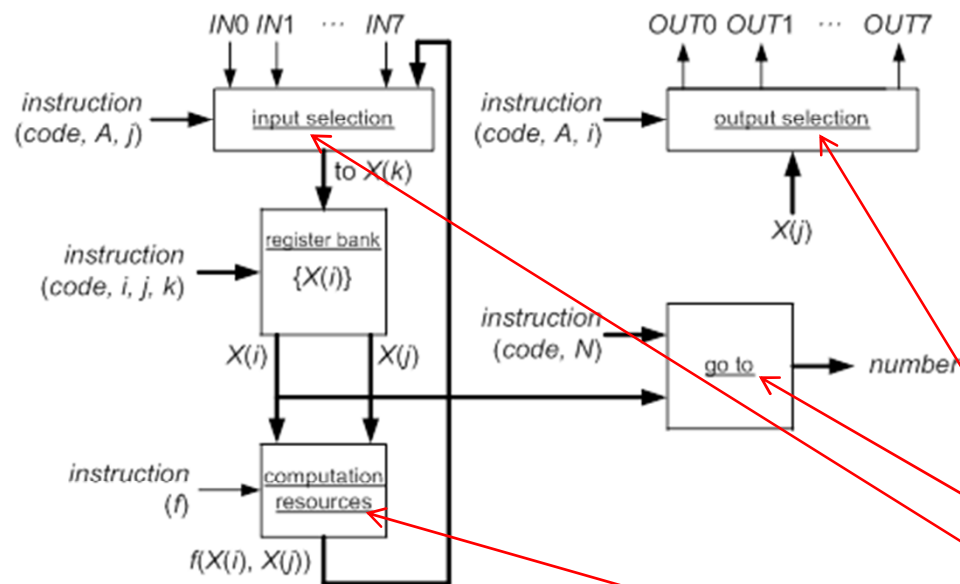 IN0 IN1 ··· IN7
instruction
(code, A, j)
input selection
to X(k)
instruction
(code, i, j, k)
register bank
{X(i)}
X(i) X(j)
instruction
(f)
computation
resources
f(X(i), X(j))
OUT0 OUT1 ··· OUT7
instruction
(code, A, i)
output selection
X(j)
instruction
(code, N)
go to
number